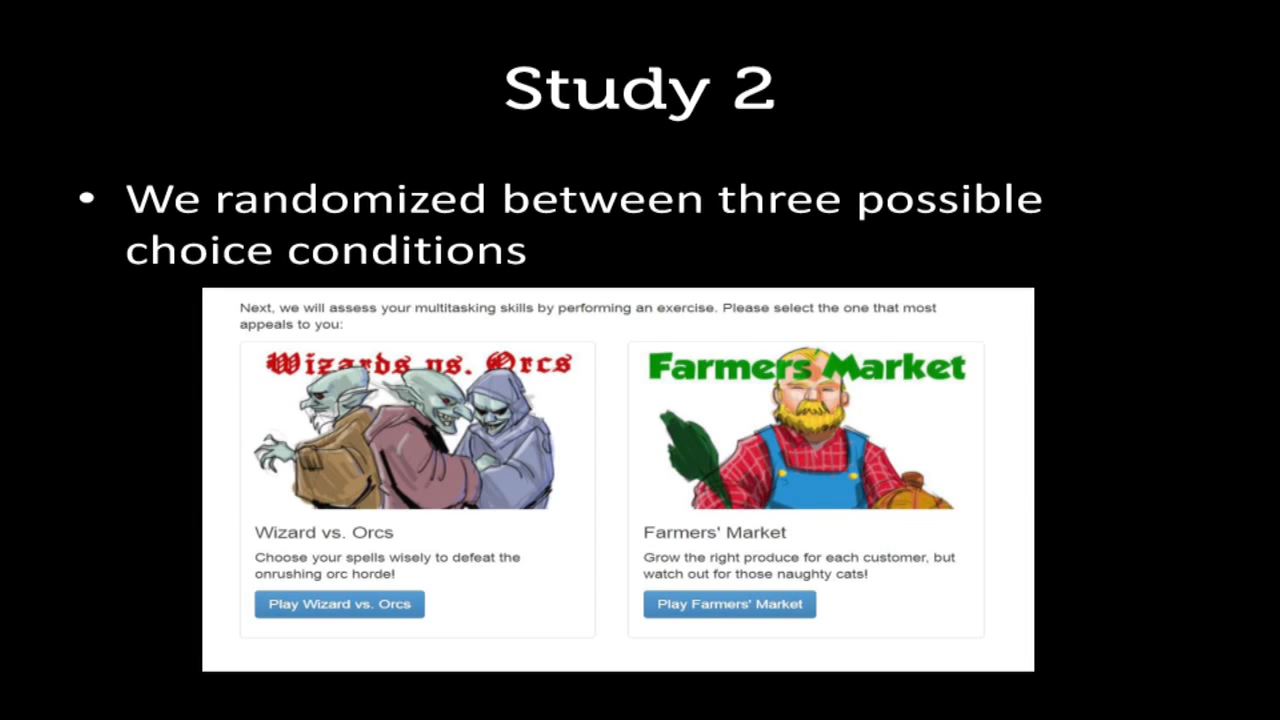 Study 2
• We randomized between three possible
choice conditions
Next, we will assess your multitasking skills by performing an exercise. Please select the one that most
appeals to you:
Wizards vs. Orcs
Wizard vs. Orcs
Choose your spells wisely to defeat the
onrushing orc horde!
Play Wizard vs. Orcs
Farmers' Market
Farmers' Market
Grow the right produce for each customer, but
watch out for those naughty cats!
Play Farmers' Market